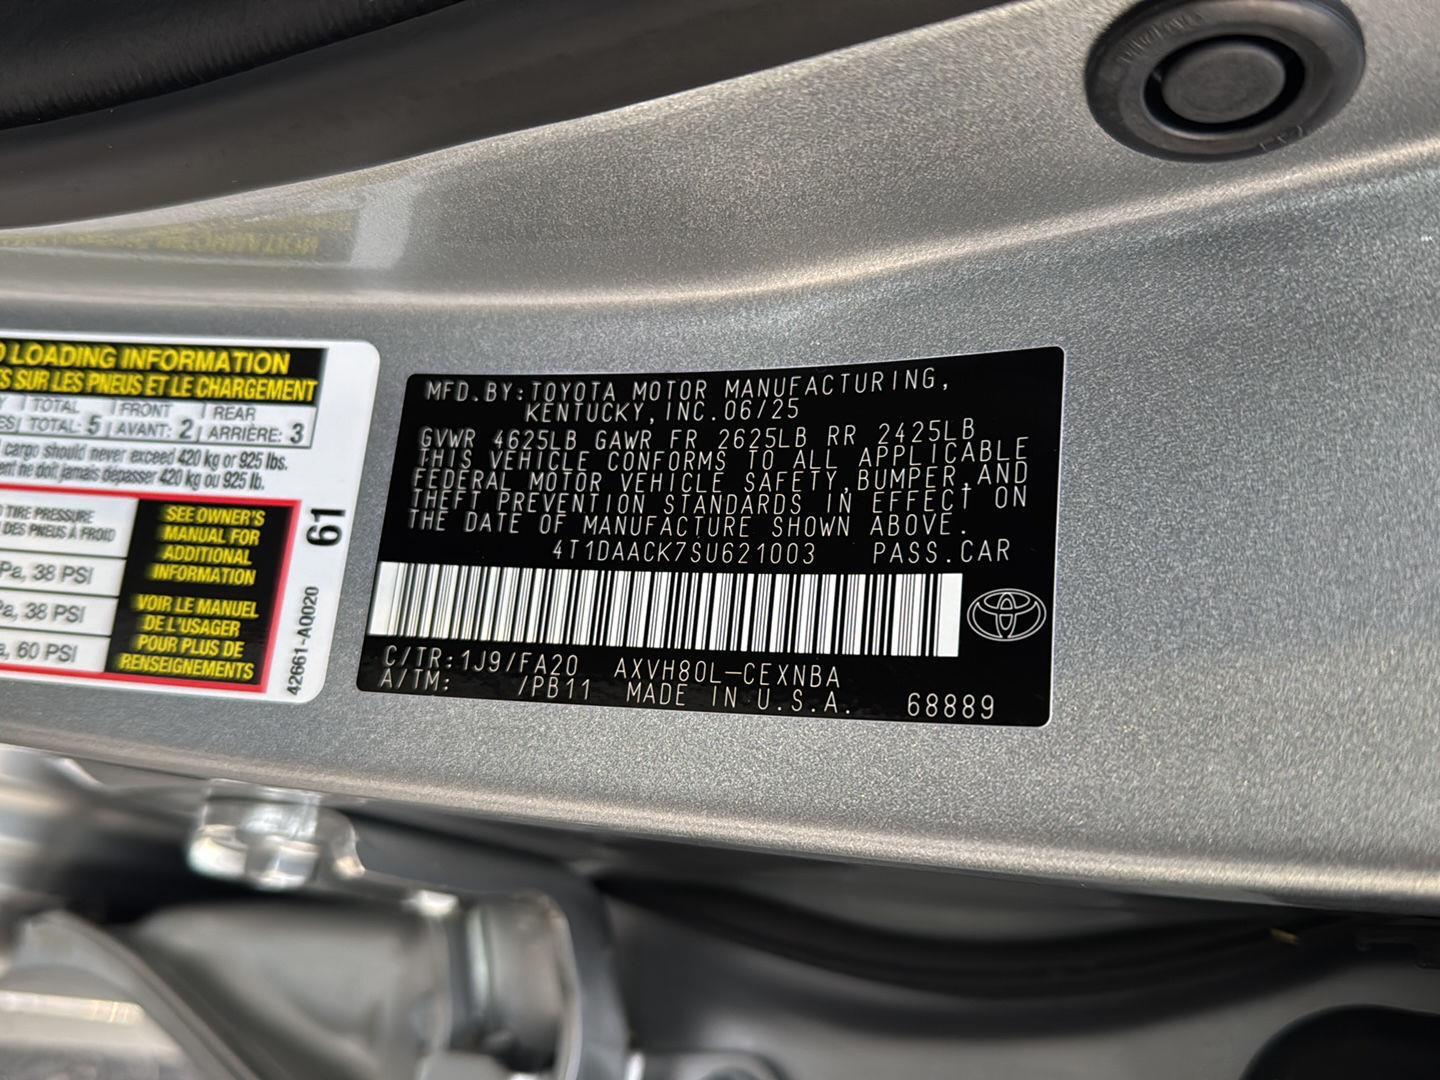 O LOADING INFORMATION
S SUR LES PNEUS ET LE CHARGEMENT
Y TOTAL FRONT REAR
ES TOTAL: 5 AVANT: 2 ARRIÈRE: 3
cargo should never exceed 420 kg or 925 lbs.
ent ne doit jamais dépasser 420 kg ou 925 lb.
D TIRE PRESSURE
DES PNEUS À FROID
Pa, 38 PSI
Pa, 38 PSI
a, 60 PSI
SEE OWNER'S
MANUAL FOR
ADDITIONAL
INFORMATION
VOIR LE MANUEL
DE L'USAGER
POUR PLUS DE
RENSEIGNEMENTS
61
42661-AQ020
MFD.BY:TOYOTA MOTOR MANUFACTURING,
KENTUCKY,INC.06/25
GVWR 4625LB GAWR FR 2625LB RR 2425LB
THIS VEHICLE CONFORMS TO ALL APPLICABLE
FEDERAL MOTOR VEHICLE SAFETY,BUMPER,AND
THEFT PREVENTION STANDARDS IN EFFECT ON
THE DATE OF MANUFACTURE SHOWN ABOVE.
4T1DAACK7SU621003 PASS.CAR
C/TR:1J9/FA20 AXVH80L-CEXNBA
A/TM: /PB11 MADE IN U.S.A. 68889